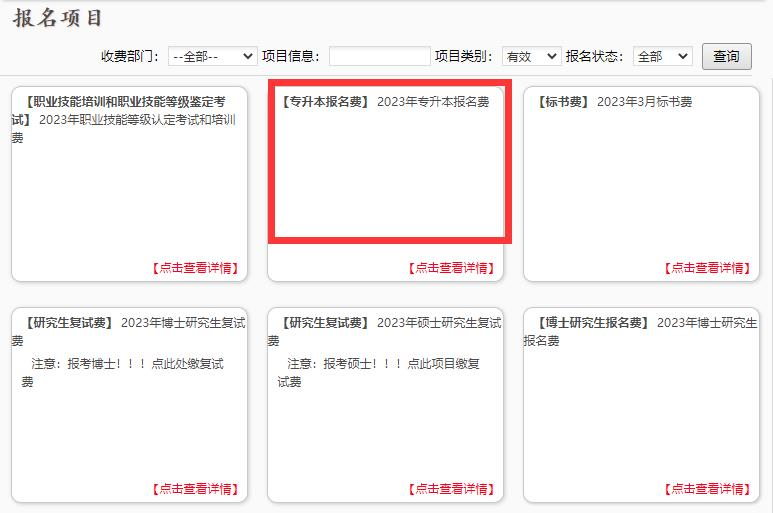 报名项目
收费部门： --全部-- 项目信息： 项目类别： 有效 报名状态： 全部 查询
【职业技能培训和职业技能等级鉴定考
试】 2023年职业技能等级认定考试和培训
费
【点击查看详情】
【专升本报名费】 2023年专升本报名费
【点击查看详情】
【标书费】 2023年3月标书费
【点击查看详情】
【研究生复试费】 2023年博士研究生复试
费
注意：报考博士！！！点此处缴复试
费
【点击查看详情】
【研究生复试费】 2023年硕士研究生复试
费
注意：报考硕士！！！点此项目缴复
试费
【点击查看详情】
【博士研究生报名费】 2023年博士研究生
报名费
【点击查看详情】